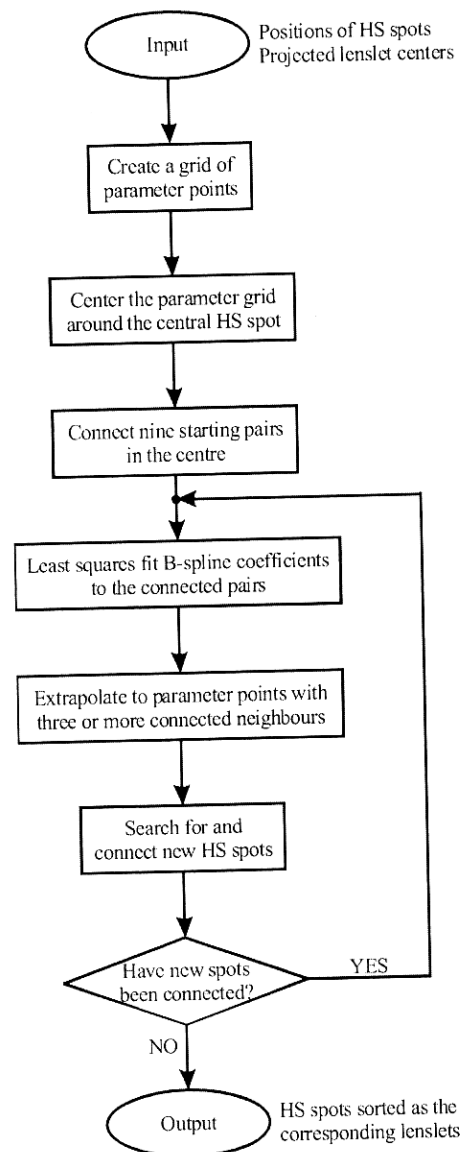 Input
Positions of HS spots
Projected lenslet centers
Create a grid of
parameter points
Center the parameter grid
around the central HS spot
Connect nine starting pairs
in the centre
Least squares fit B-spline coefficients
to the connected pairs
Extrapolate to parameter points with
three or more connected neighbours
Search for and
connect new HS spots
Have new spots
been connected?
YES
NO
Output
HS spots sorted as the
corresponding lenslets